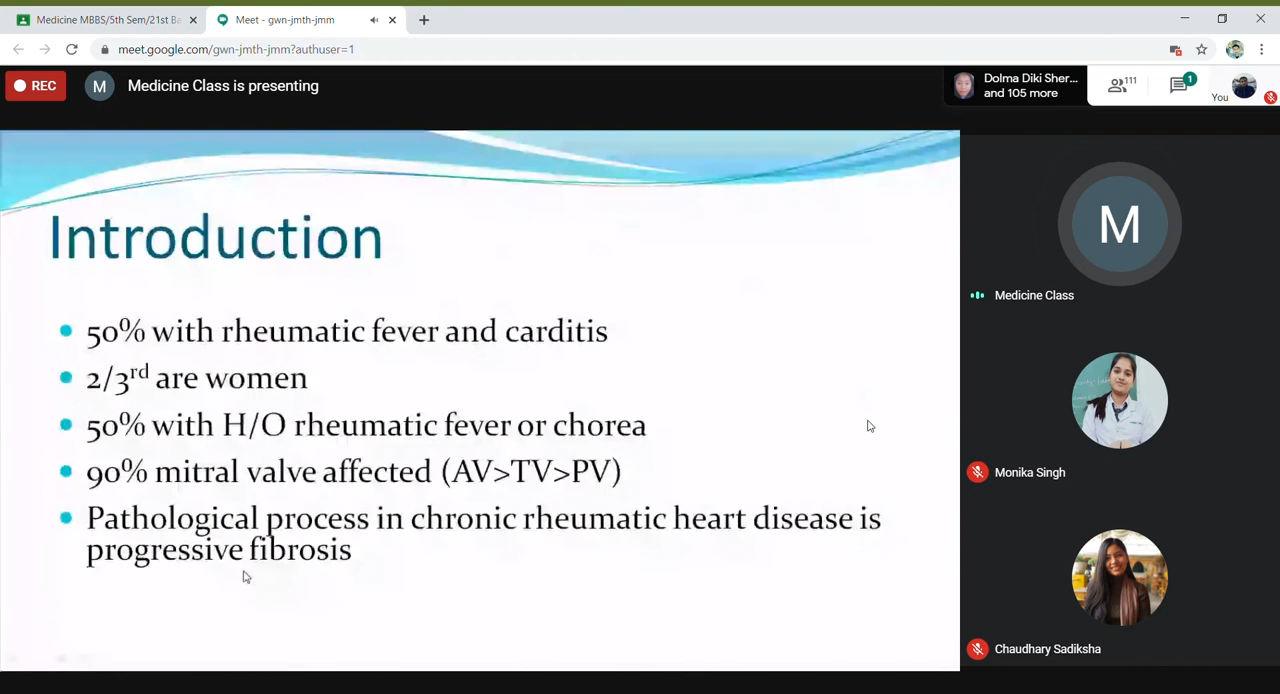 Medicine MBBS/5th Sem/21st Ba
Meet - gwn-jmth-jmm
meet.google.com/gwn-jmth-jmm?authuser=1
REC
M
Medicine Class is presenting
Dolma Diki Sher...
and 105 more
111
1
You
Introduction
50% with rheumatic fever and carditis
2/3rd are women
50% with H/O rheumatic fever or chorea
90% mitral valve affected (AV>TV>PV)
Pathological process in chronic rheumatic heart disease is
progressive fibrosis
M
Medicine Class
Monika Singh
Chaudhary Sadiksha